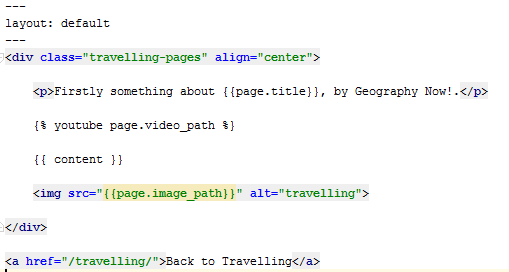 ---
layout: default
---
<div class="travelling-pages" align="center">
<p>Firstly something about {{page.title}}, by Geography Now!.</p>
{% youtube page.video_path %}
{{ content }}
<img src="{{page.image_path}}" alt="travelling">
</div>
<a href="/travelling/">Back to Travelling</a>